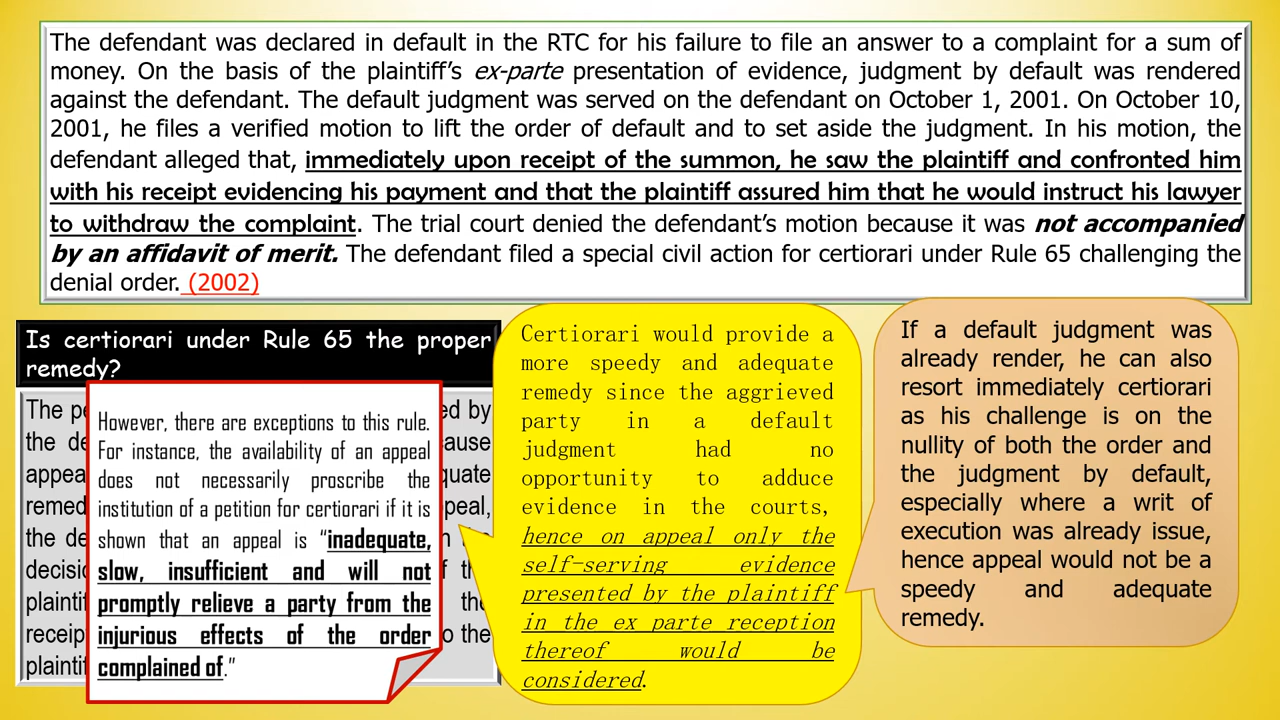 The defendant was declared in default in the RTC for his failure to file an answer to a complaint for a sum of
money. On the basis of the plaintiff's ex-parte presentation of evidence, judgment by default was rendered
against the defendant. The default judgment was served on the defendant on October 1, 2001. On October 10,
2001, he files a verified motion to lift the order of default and to set aside the judgment. In his motion, the
defendant alleged that, immediately upon receipt of the summon, he saw the plaintiff and confronted him
with his receipt evidencing his payment and that the plaintiff assured him that he would instruct his lawyer
to withdraw the complaint. The trial court denied the defendant's motion because it was not accompanied
by an affidavit of merit. The defendant filed a special civil action for certiorari under Rule 65 challenging the
denial order. (2002)
Is certiorari under Rule 65 the proper
remedy?
The
by
the
remed
the
the
plaintif
receip
the
plaintif
However, there are exceptions to this rule.
For instance, the availability of an appeal
does not necessarily proscribe the
institution of a petition for certiorari if it is
shown that an appeal is “inadequate,
slow, insufficient and will not
promptly relieve a party from the
injurious effects of the order
complained of.”
Certiorari would provide a
more speedy and adequate
remedy since the aggrieved
party in a default
judgment had no
opportunity to adduce
evidence in the courts,
hence on appeal only the
self-serving evidence
presented by the plaintiff
in the ex parte reception
thereof would be
considered.
If a default judgment was
already render, he can also
resort immediately certiorari
as his challenge is on the
nullity of both the order and
the judgment by default,
especially where a writ of
execution was already issue,
hence appeal would not be a
speedy and adequate
remedy.